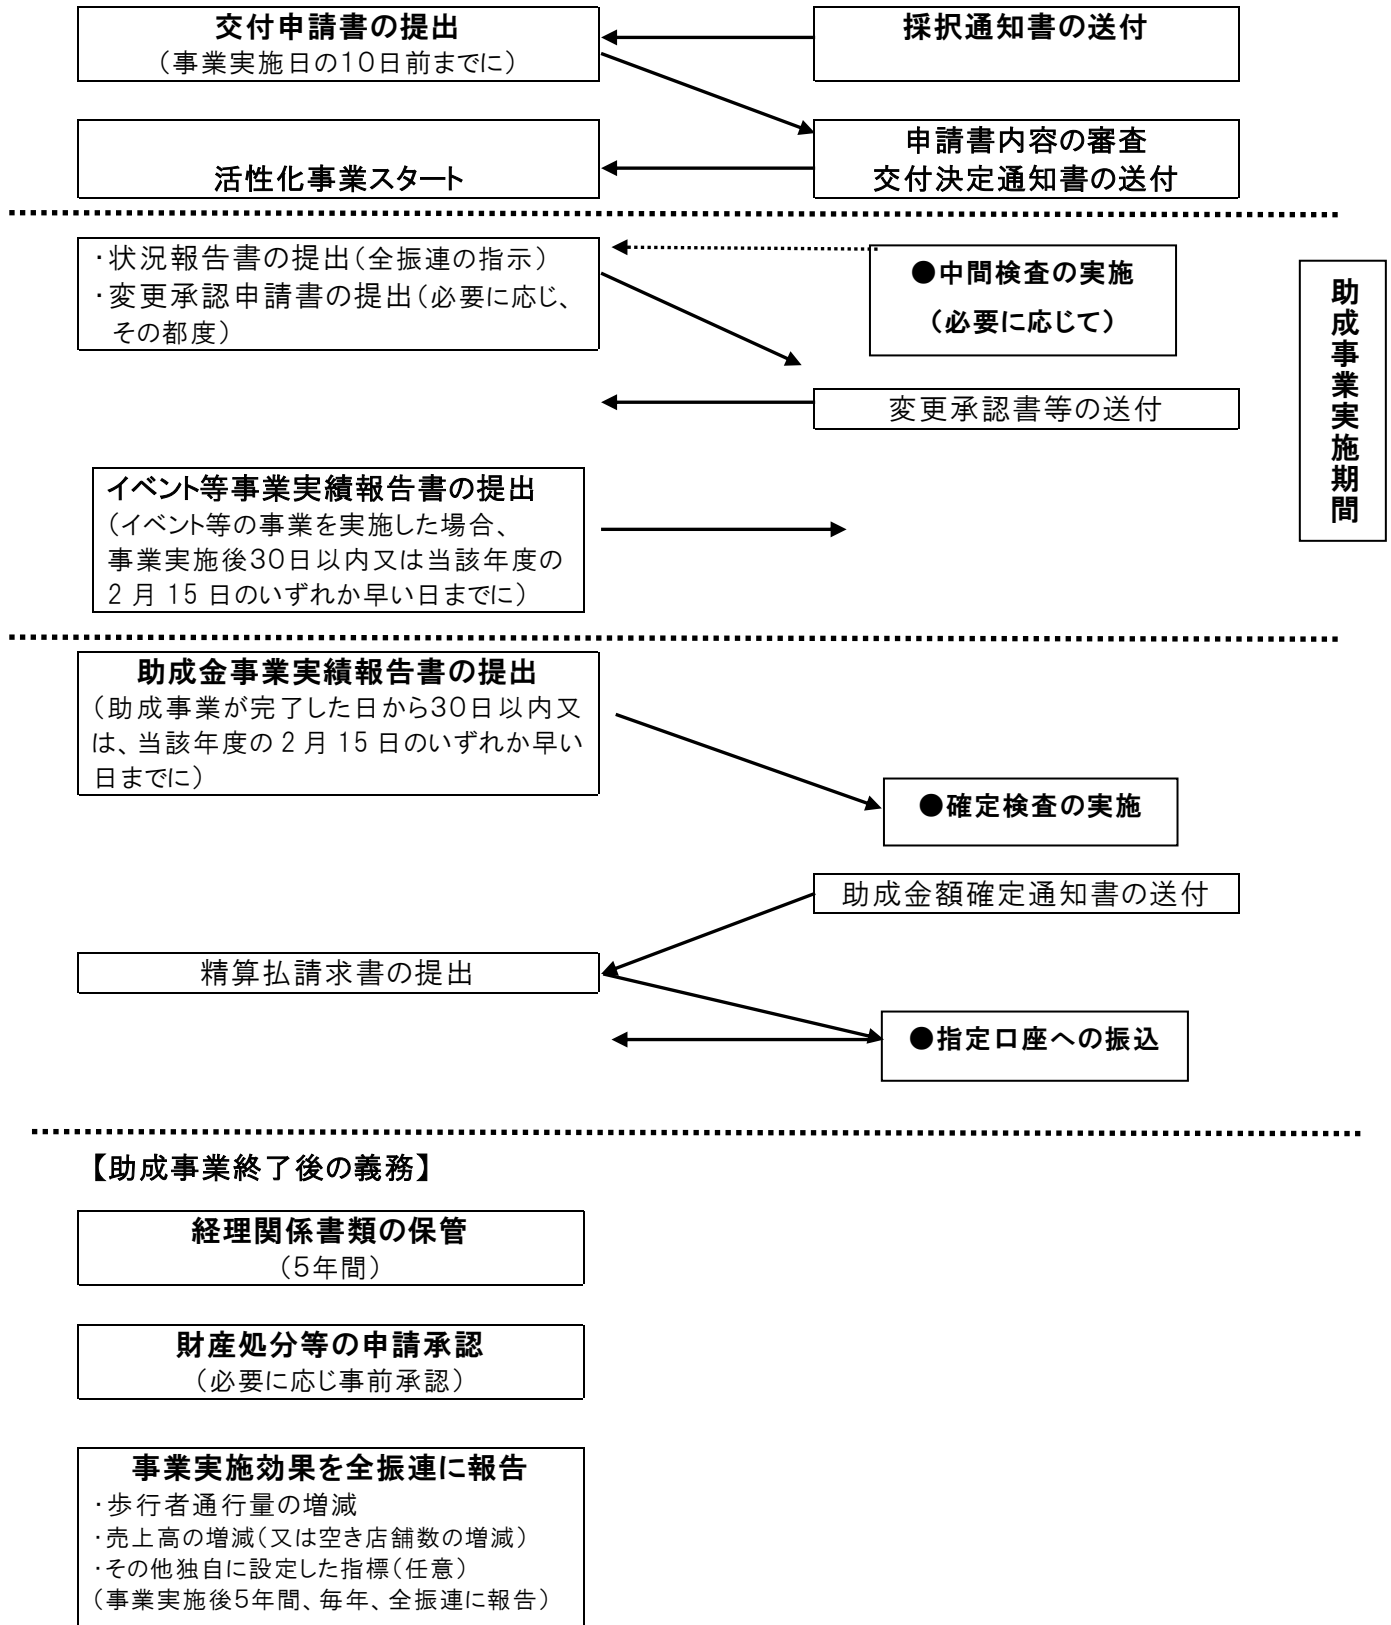 交付申請書の提出
（事業実施日の１０日前までに）
採択通知書の送付
活性化事業スタート
申請書内容の審査
交付決定通知書の送付
・状況報告書の提出（全振連の指示）
・変更承認申請書の提出（必要に応じ、
その都度）
●中間検査の実施
（必要に応じて）
助成事業実施期間
変更承認書等の送付
イベント等事業実績報告書の提出
（イベント等の事業を実施した場合、
事業実施後３０日以内又は当該年度の
2 月 15 日のいずれか早い日までに）
助成金事業実績報告書の提出
（助成事業が完了した日から３０日以内又
は、当該年度の 2 月 15 日のいずれか早い
日までに）
●確定検査の実施
助成金額確定通知書の送付
精算払請求書の提出
●指定口座への振込
【助成事業終了後の義務】
経理関係書類の保管
（５年間）
財産処分等の申請承認
（必要に応じ事前承認）
事業実施効果を全振連に報告
・歩行者通行量の増減
・売上高の増減（又は空き店舗数の増減）
・その他独自に設定した指標（任意）
（事業実施後５年間、毎年、全振連に報告）